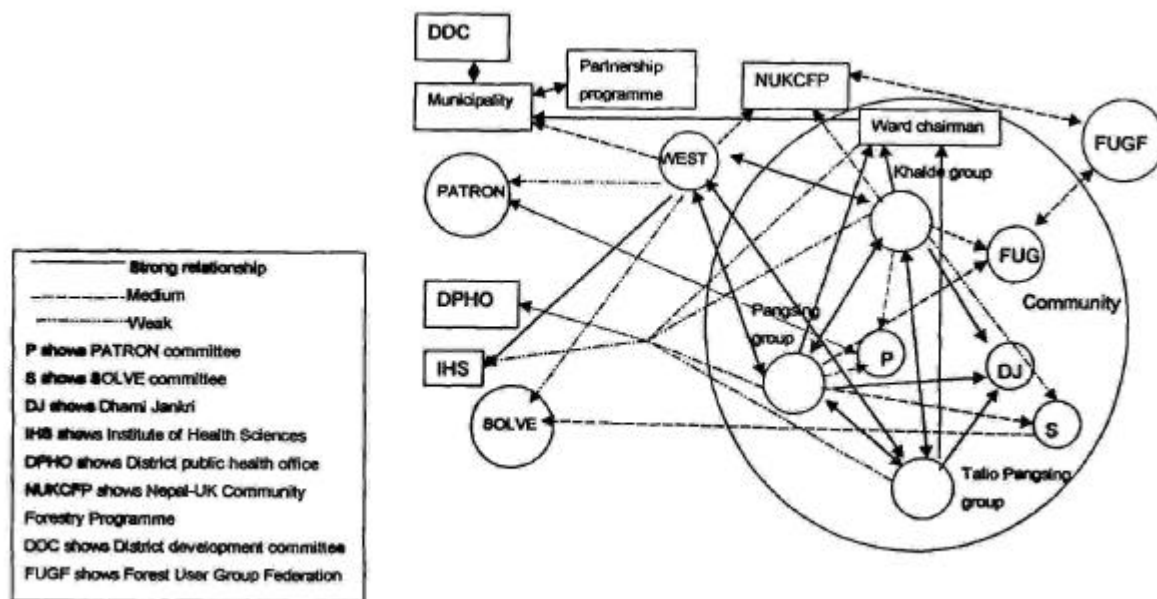 DOC
Partnership
programme
NUKCFP
Municipality
Ward chairman
FUGF
WEST
Khalde group
PATRON
FUG
Community
DPHO
Pangsing
group
P
IHS
DJ
SOLVE
S
Tallo Pangsing
group
Strong relationship
Medium
Weak
P shows PATRON committee
S shows SOLVE committee
DJ shows Dhami Jankri
IHS shows Institute of Health Sciences
DPHO shows District public health office
NUKCFP shows Nepal-UK Community
Forestry Programme
DOC shows District development committee
FUGF shows Forest User Group Federation